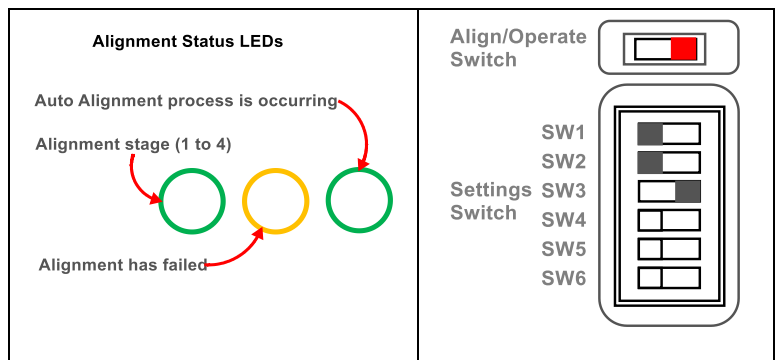 Alignment Status LEDs
Auto Alignment process is occurring
Alignment stage (1 to 4)
Alignment has failed
Align/Operate
Switch
SW1
SW2
Settings
Switch
SW3
SW4
SW5
SW6